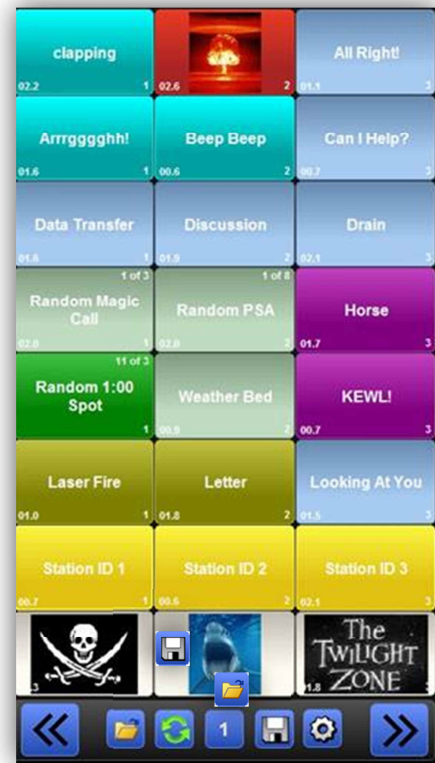 clapping
02.2 1
02.6 2
All Right!
01.1 3
Arrrgggghh!
01.6 1
Beep Beep
00.6 2
Can I Help?
00.7 3
Data Transfer
01.6 1
Discussion
01.9 2
Drain
02.1 3
1 of 3
Random Magic
Call
02.0 1
1 of 8
Random PSA
02.0 2
Horse
01.7 3
11 of 3
Random 1:00
Spot
1
Weather Bed
00.9 2
KEWL!
00.7 3
Laser Fire
01.0 1
Letter
01.8 2
Looking At You
01.5 3
Station ID 1
00.7 1
Station ID 2
00.6 2
Station ID 3
02.1 3
The
TWILIGHT
ZONE
01.8
1